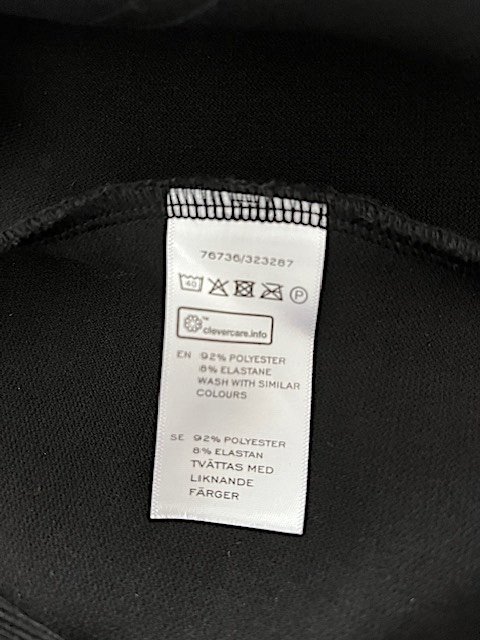 76736/323287
40 P
™
clevercare.info
EN 92% POLYESTER
8% ELASTANE
WASH WITH SIMILAR
COLOURS
SE 92% POLYESTER
8% ELASTAN
TVÄTTAS MED
LIKNANDE
FÄRGER